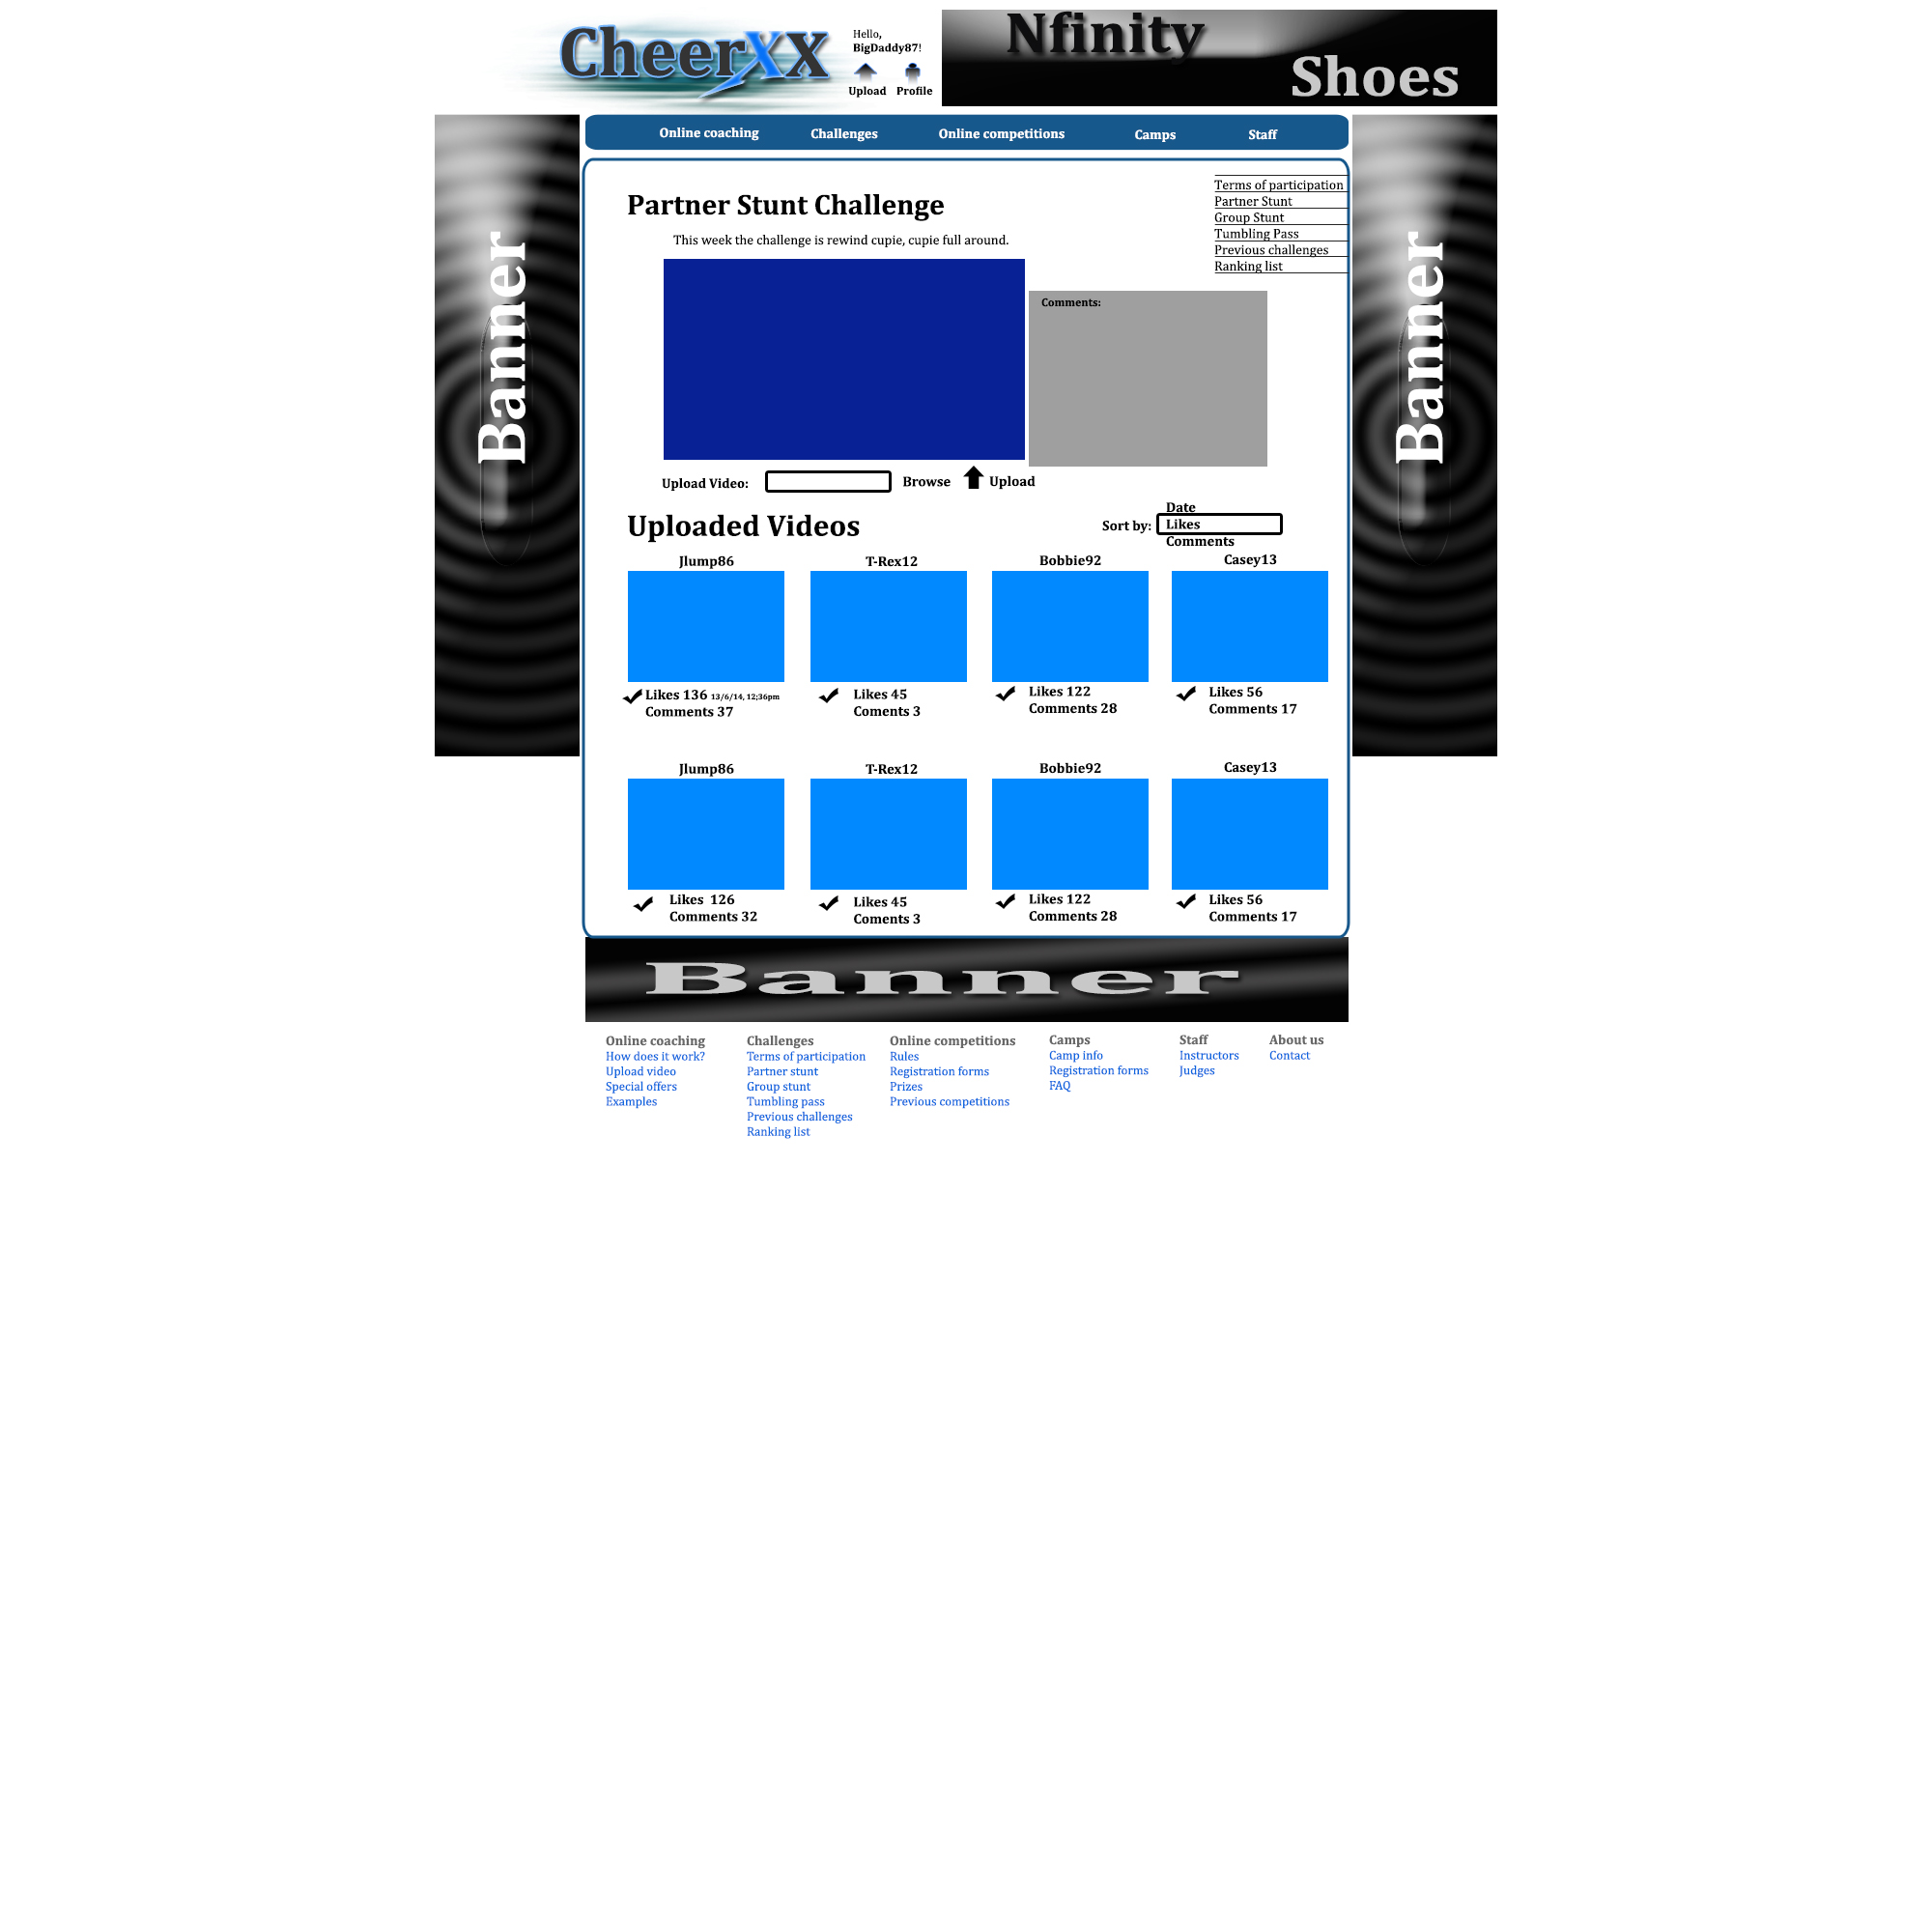 CheerXX
Hello,
BigDaddy87!
Upload Profile
Nfinity
Shoes
Online coaching Challenges Online competitions Camps Staff
Banner
Banner
Terms of participation
Partner Stunt
Group Stunt
Tumbling Pass
Previous challenges
Ranking list
Partner Stunt Challenge
This week the challenge is rewind cupie, cupie full around.
Comments:
Upload Video: Browse Upload
Uploaded Videos
Sort by:
Date
Likes
Comments
Jlump86 T-Rex12 Bobbie92 Casey13
Likes 136 13/6/14, 12;36pm
Comments 37
Likes 45
Coments 3
Likes 122
Comments 28
Likes 56
Comments 17
Jlump86 T-Rex12 Bobbie92 Casey13
Likes 126
Comments 32
Likes 45
Coments 3
Likes 122
Comments 28
Likes 56
Comments 17
Banner
Online coaching
How does it work?
Upload video
Special offers
Examples
Challenges
Terms of participation
Partner stunt
Group stunt
Tumbling pass
Previous challenges
Ranking list
Online competitions
Rules
Registration forms
Prizes
Previous competitions
Camps
Camp info
Registration forms
FAQ
Staff
Instructors
Judges
About us
Contact